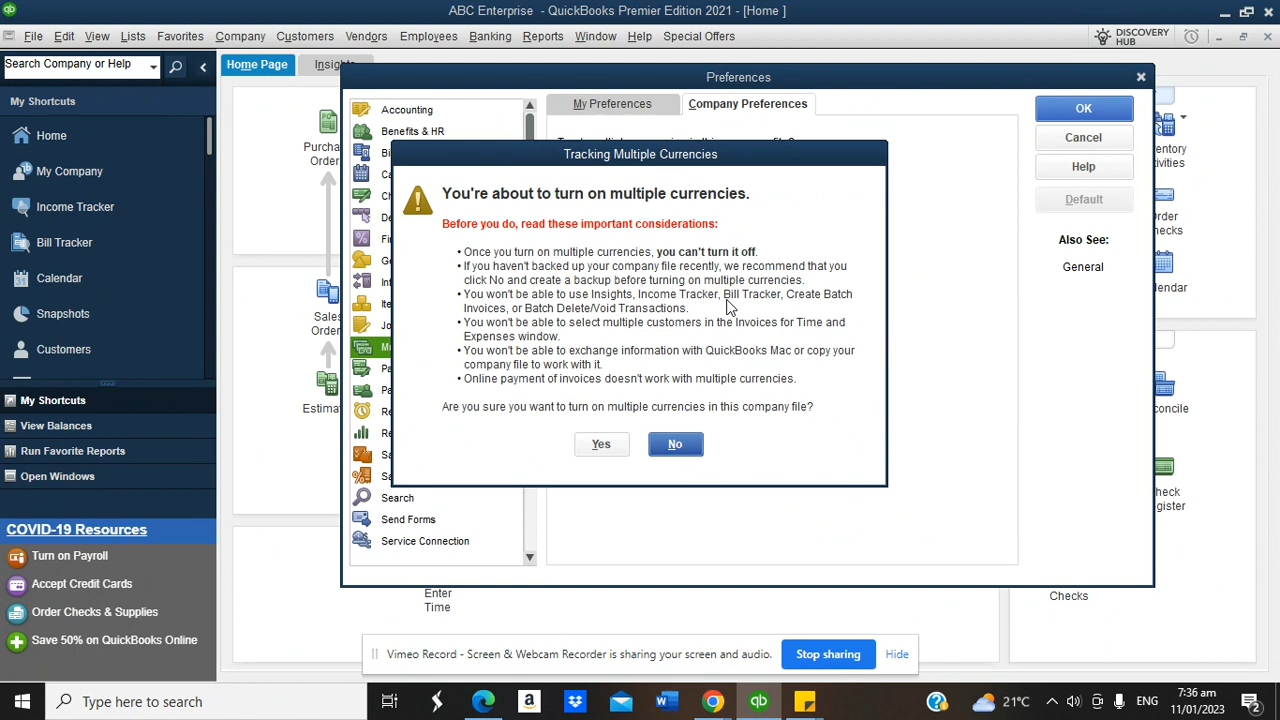 ABC Enterprise - QuickBooks Premier Edition 2021 - [Home ]
File Edit View Lists Favorites Company Customers Vendors Employees Banking Reports Window Help Special Offers
DISCOVERY
HUB
Search Company or Help
Home Page
My Shortcuts
Home
My Company
Income Tracker
Bill Tracker
Calendar
Snapshots
Customers
My Shortcuts
View Balances
Run Favorite Reports
Open Windows
COVID-19 Resources
Turn on Payroll
Accept Credit Cards
Order Checks & Supplies
Save 50% on QuickBooks Online
Preferences
Accounting
Benefits & HR
Search
Send Forms
Service Connection
My Preferences
Company Preferences
OK
Cancel
Help
Default
Also See:
General
Tracking Multiple Currencies
You're about to turn on multiple currencies.
Before you do, read these important considerations:
• Once you turn on multiple currencies, you can't turn it off.
• If you haven't backed up your company file recently, we recommend that you
click No and create a backup before turning on multiple currencies.
• You won't be able to use Insights, Income Tracker, Bill Tracker, Create Batch
Invoices, or Batch Delete/Void Transactions.
• You won't be able to select multiple customers in the Invoices for Time and
Expenses window.
• You won't be able to exchange information with QuickBooks Mac or copy your
company file to work with it.
• Online payment of invoices doesn't work with multiple currencies.
Are you sure you want to turn on multiple currencies in this company file?
Yes
No
Enter
Time
Checks
Vimeo Record - Screen & Webcam Recorder is sharing your screen and audio.
Stop sharing
Hide
Type here to search
21°C
ENG
7:36 am
11/01/2023
2